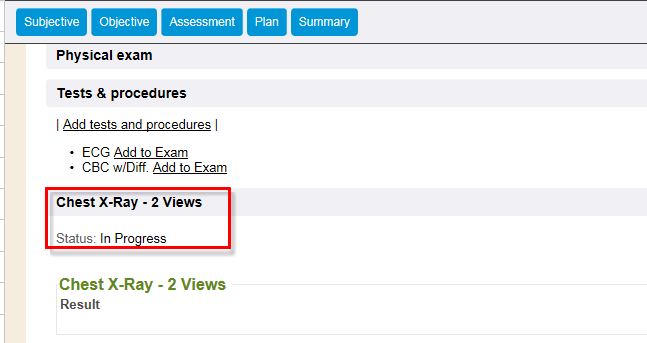 Subjective Objective Assessment Plan Summary
Physical exam
Tests & procedures
| Add tests and procedures |
• ECG Add to Exam
• CBC w/Diff. Add to Exam
Chest X-Ray - 2 Views
Status: In Progress
Chest X-Ray - 2 Views
Result